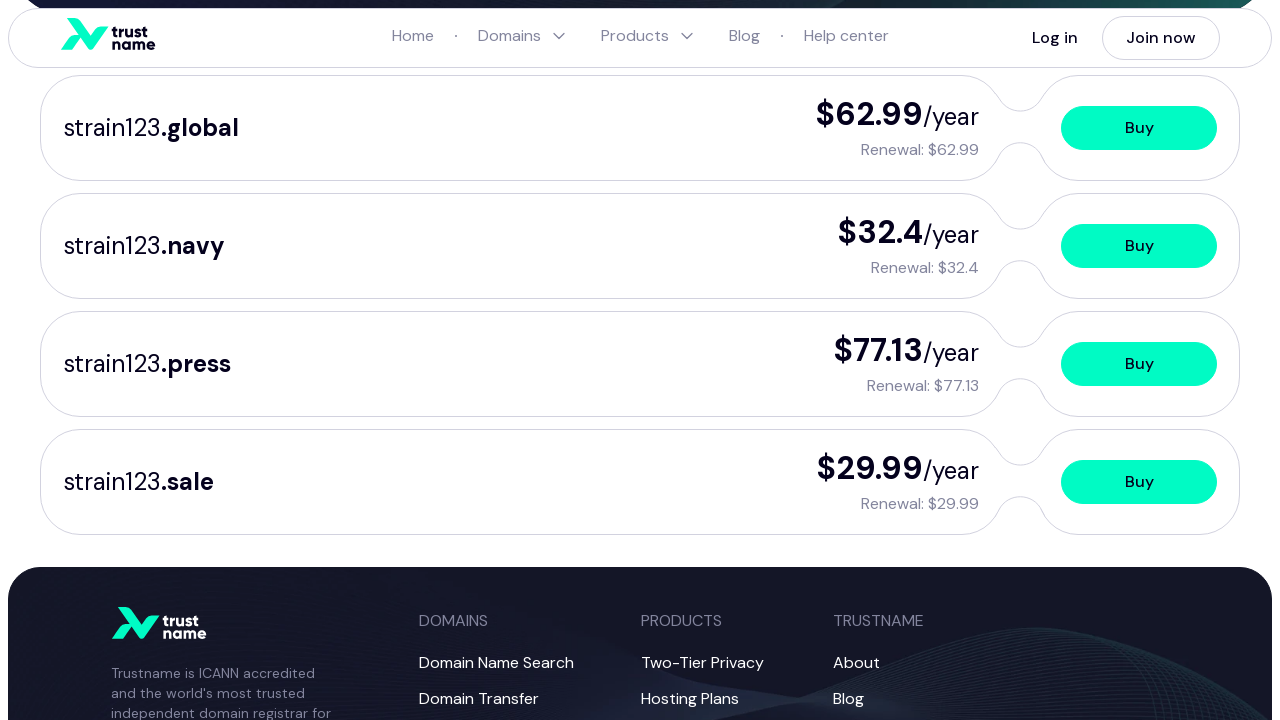 trust
name
Home · Domains Products Blog · Help center
Log in
Join now
strain123.global
$62.99/year
Renewal: $62.99
Buy
strain123.navy
$32.4/year
Renewal: $32.4
Buy
strain123.press
$77.13/year
Renewal: $77.13
Buy
strain123.sale
$29.99/year
Renewal: $29.99
Buy
trust
name
Trustname is ICANN accredited
and the world's most trusted
independent domain registrar for
DOMAINS
Domain Name Search
Domain Transfer
PRODUCTS
Two-Tier Privacy
Hosting Plans
TRUSTNAME
About
Blog